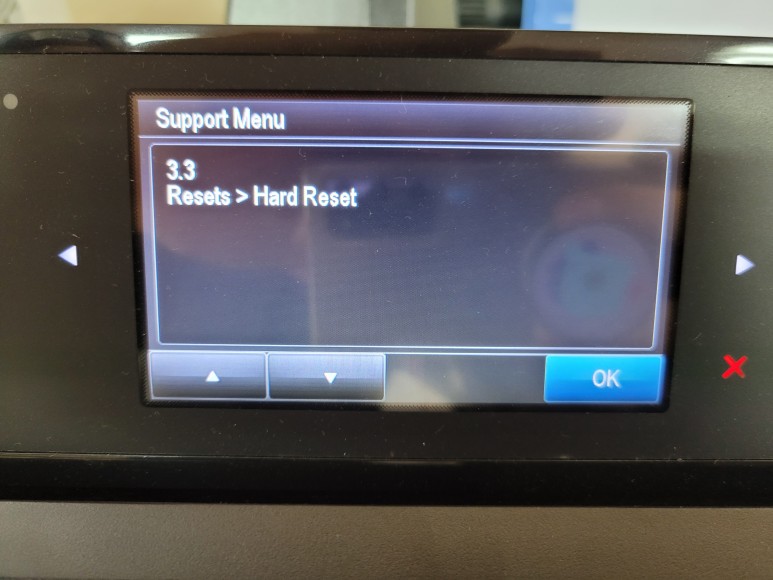 Support Menu
3.3
Resets > Hard Reset
OK